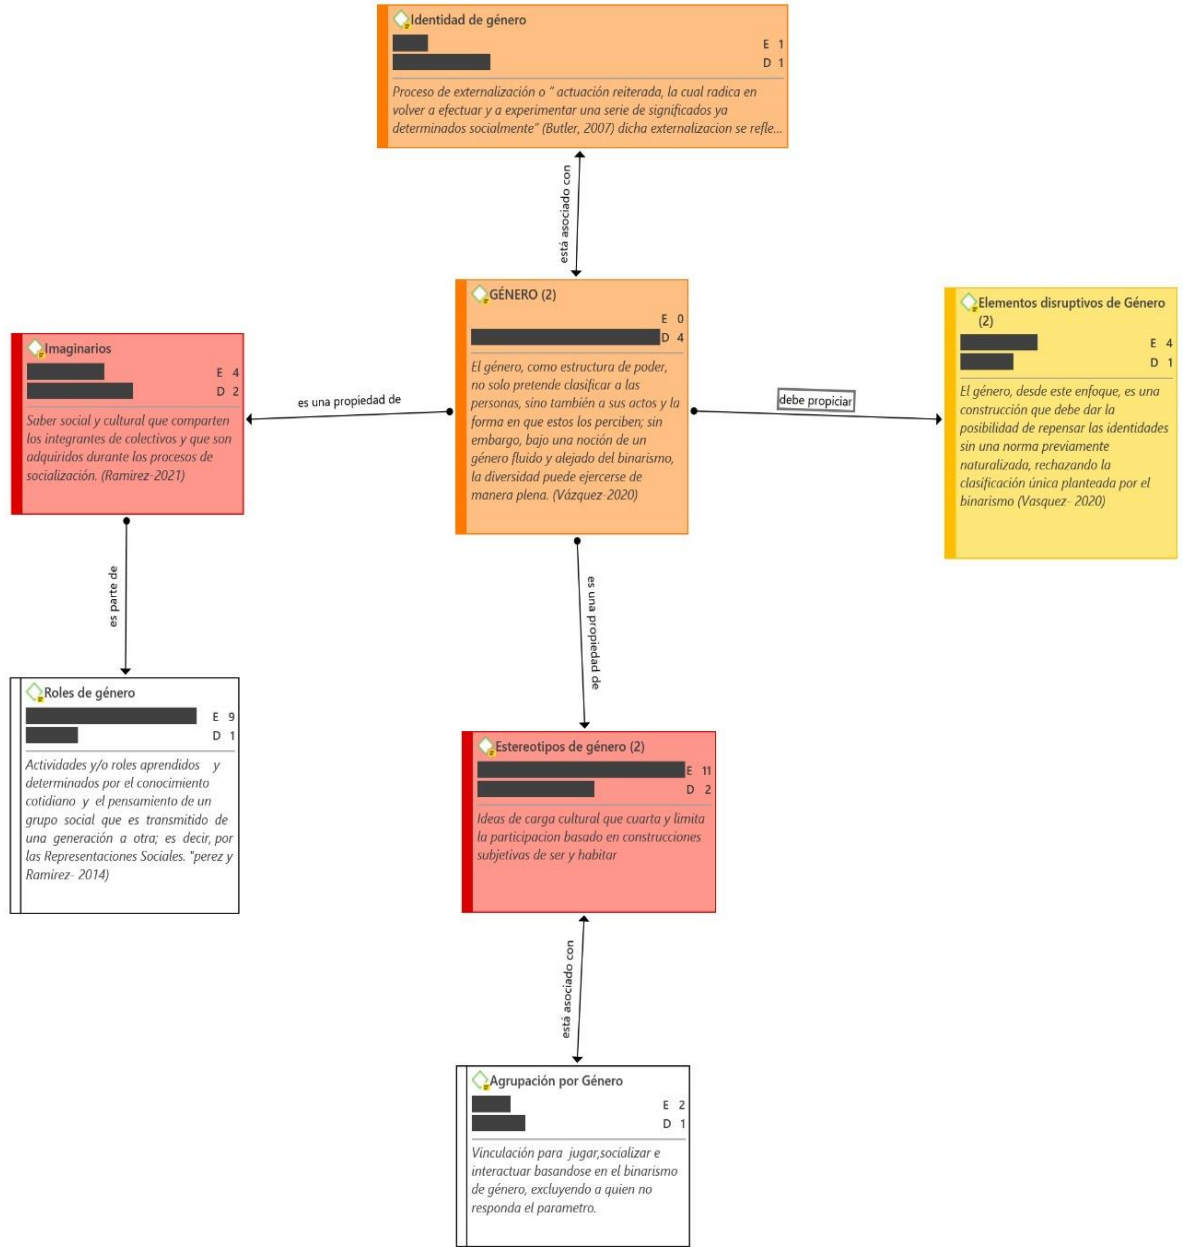 Identidad de género
E 1
D 1
Proceso de externalización o " actuación reiterada, la cual radica en
volver a efectuar y a experimentar una serie de significados ya
determinados socialmente" (Butler, 2007) dicha externalizacion se refle...
está asociado con
GÉNERO (2)
E 0
D 4
El género, como estructura de poder,
no solo pretende clasificar a las
personas, sino también a sus actos y la
forma en que estos los perciben; sin
embargo, bajo una noción de un
género fluido y alejado del binarismo,
la diversidad puede ejercerse de
manera plena. (Vázquez-2020)
es una propiedad de
Imaginarios
E 4
D 2
Saber social y cultural que comparten
los integrantes de colectivos y que son
adquiridos durante los procesos de
socialización. (Ramirez-2021)
debe propiciar
Elementos disruptivos de Género
(2)
E 4
D 1
El género, desde este enfoque, es una
construcción que debe dar la
posibilidad de repensar las identidades
sin una norma previamente
naturalizada, rechazando la
clasificación única planteada por el
binarismo (Vasquez- 2020)
es parte de
Roles de género
E 9
D 1
Actividades y/o roles aprendidos y
determinados por el conocimiento
cotidiano y el pensamiento de un
grupo social que es transmitido de
una generación a otra; es decir, por
las Representaciones Sociales. "perez y
Ramirez- 2014)
es una propiedad de
Estereotipos de género (2)
E 11
D 2
Ideas de carga cultural que cuarta y limita
la participacion basado en construcciones
subjetivas de ser y habitar
está asociado con
Agrupación por Género
E 2
D 1
Vinculación para jugar,socializar e
interactuar basandose en el binarismo
de género, excluyendo a quien no
responda el parametro.